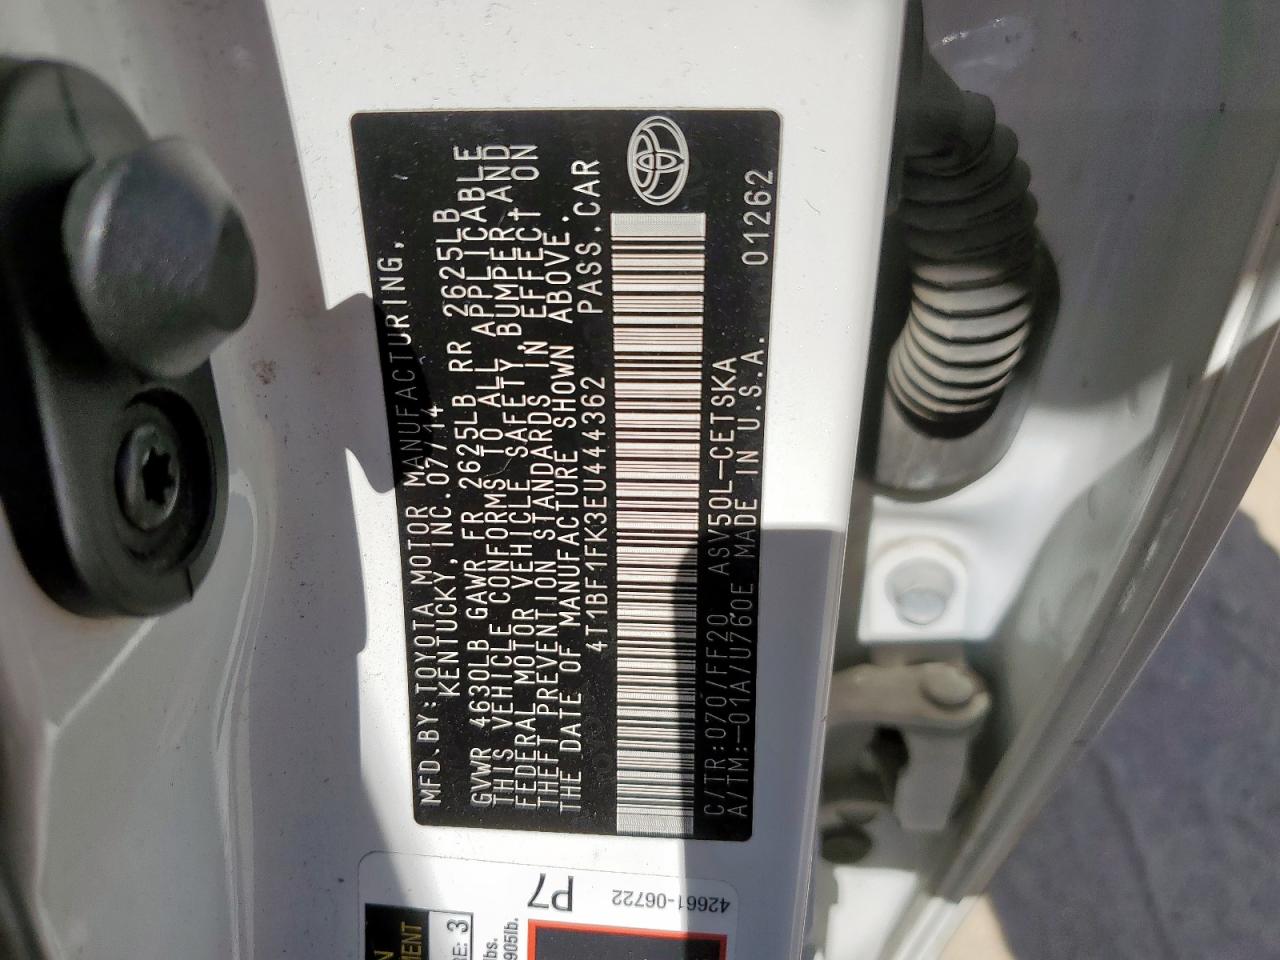 MFD.BY:TOYOTA MOTOR MANUFACTURING,
KENTUCKY, INC.07/14
GVWR 4630LB GAWR FR 2625LB RR 2625LB
THIS VEHICLE CONFORMS TO ALL APPLICABLE
FEDERAL MOTOR VEHICLE SAFETY,BUMPER,AND
THEFT PREVENTION STANDARDS IN EFFECT ON
THE DATE OF MANUFACTURE SHOWN ABOVE.
4T1BF1FK3EU444362 PASS.CAR
C/TR:070/FF20 ASV50L-CETSKA
A/TM:-01A/U760E MADE IN U.S.A. 01262
P7
42661-06722
3
lbs.
905lb.